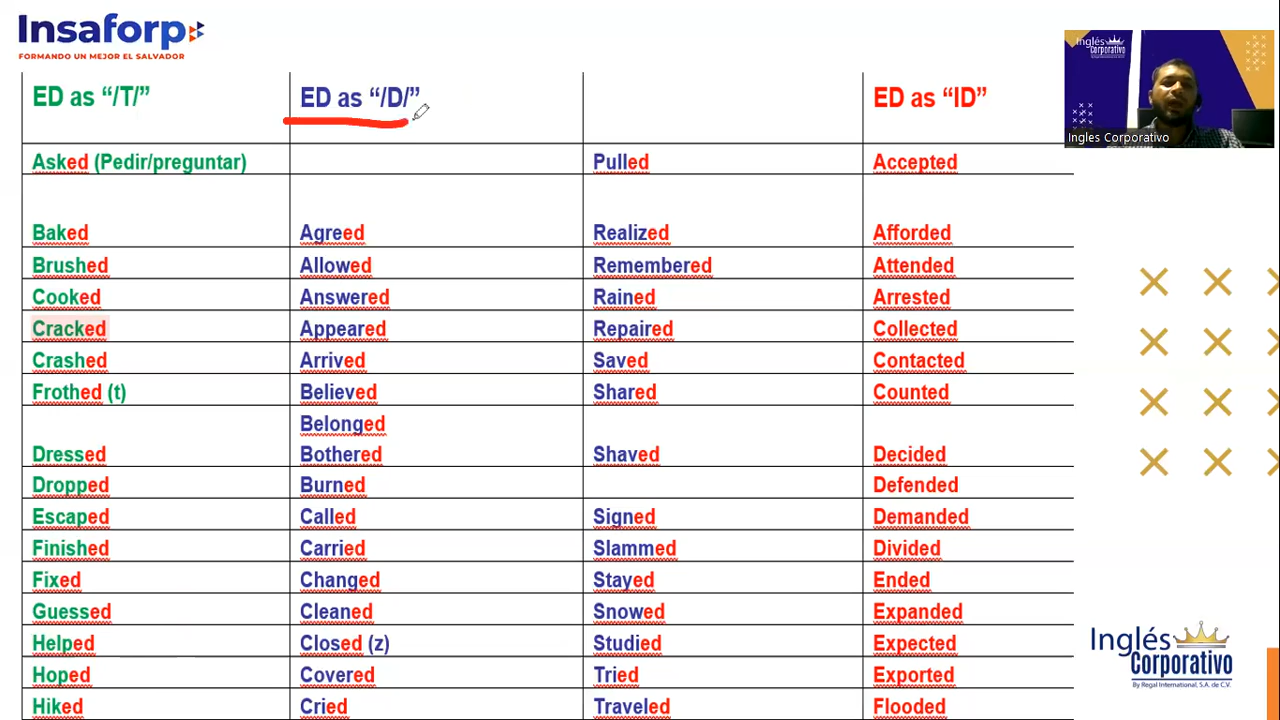 Insaforp
FORMANDO UN MEJOR EL SALVADOR
Inglés
Corporativo
Ingles Corporativo
ED as “/T/” ED as “/D/” ED as “ID”
Asked (Pedir/preguntar) Pulled Accepted
Baked Agreed Realized Afforded
Brushed Allowed Remembered Attended
Cooked Answered Rained Arrested
Cracked Appeared Repaired Collected
Crashed Arrived Saved Contacted
Frothed (t) Believed Shared Counted
Belonged
Dressed Bothered Shaved Decided
Dropped Burned Defended
Escaped Called Signed Demanded
Finished Carried Slammed Divided
Fixed Changed Stayed Ended
Guessed Cleaned Snowed Expanded
Helped Closed (z) Studied Expected
Hoped Covered Tried Exported
Hiked Cried Traveled Flooded
Inglés
Corporativo
By Regal International, S.A. de C.V.